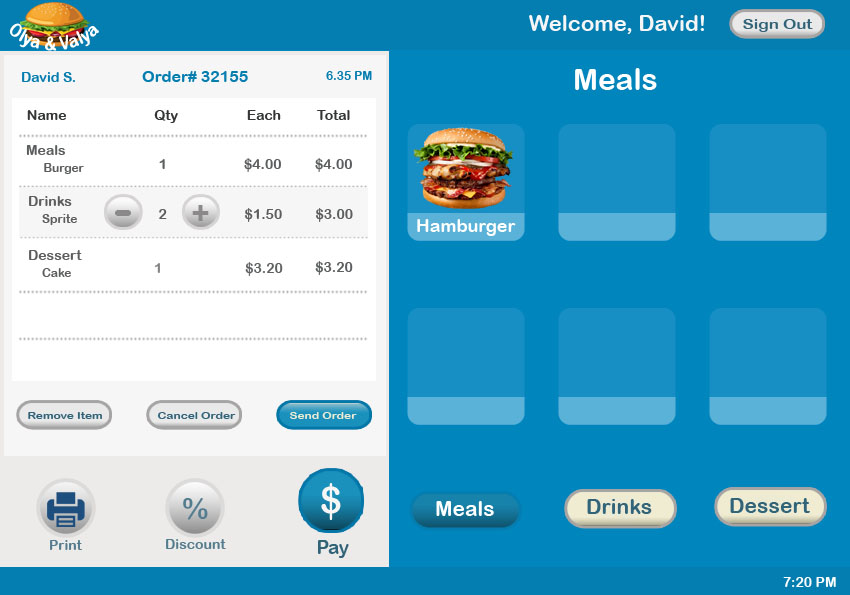 Olya & Valya
Welcome, David!
Sign Out
David S. Order# 32155 6.35 PM
Name Qty Each Total
Meals
Burger 1 $4.00 $4.00
Drinks
Sprite 2 $1.50 $3.00
Dessert
Cake 1 $3.20 $3.20
Remove Item Cancel Order Send Order
Print
% Discount
$ Pay
Meals
Hamburger
Meals Drinks Dessert
7:20 PM